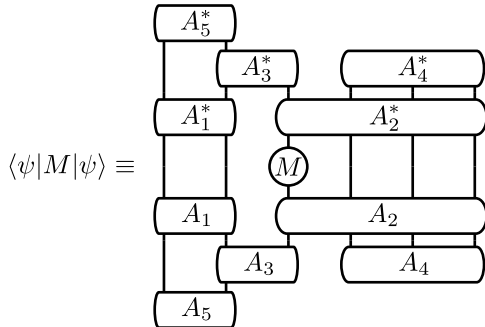 A₅*
A₃* A₄*
A₁* A₂*
⟨ψ|M|ψ⟩ ≡ M
A₁ A₂
A₃ A₄
A₅